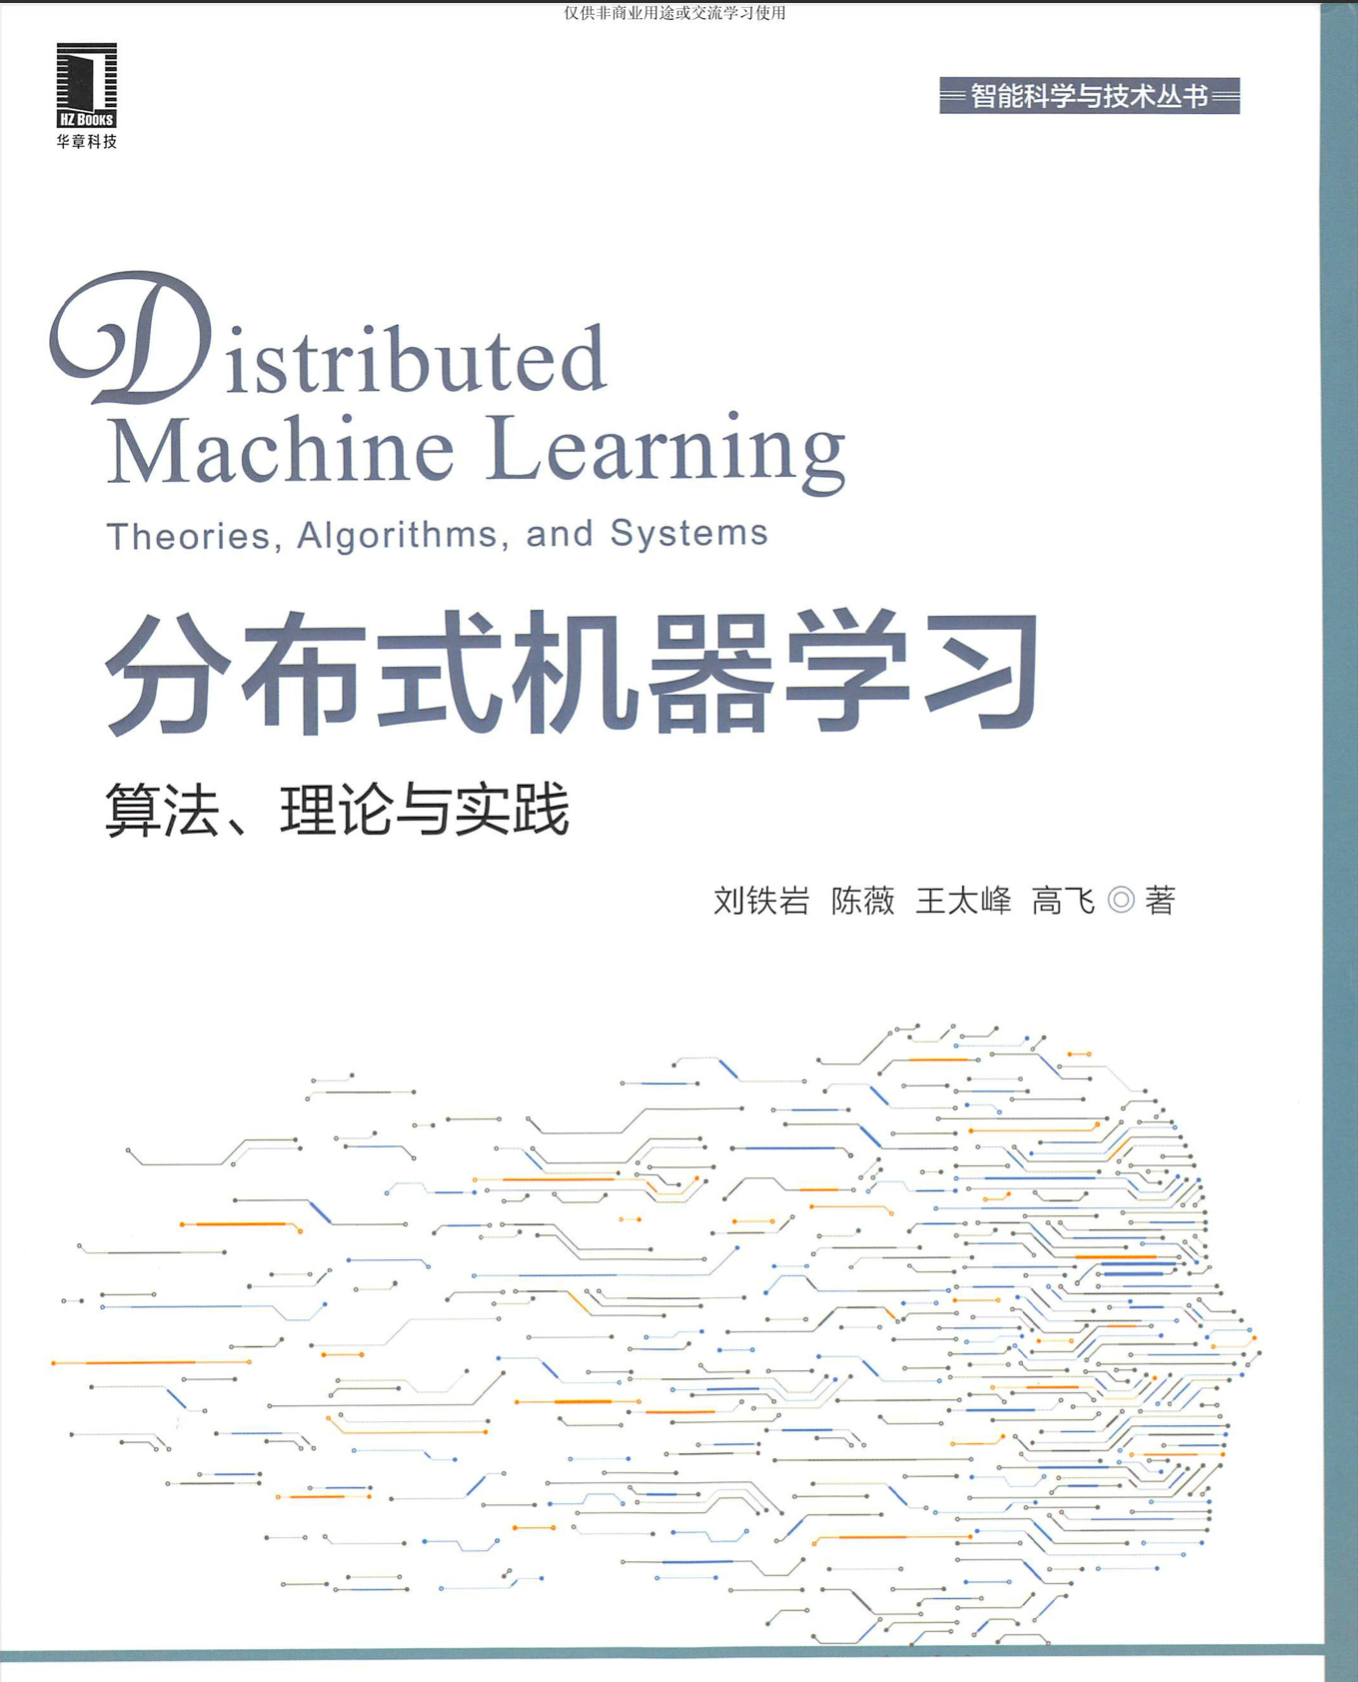 仅供非商业用途或交流学习使用
HZ BOOKS
华章科技
智能科学与技术丛书
Distributed
Machine Learning
Theories, Algorithms, and Systems
分布式机器学习
算法、理论与实践
刘铁岩 陈薇 王太峰 高飞 ◎ 著